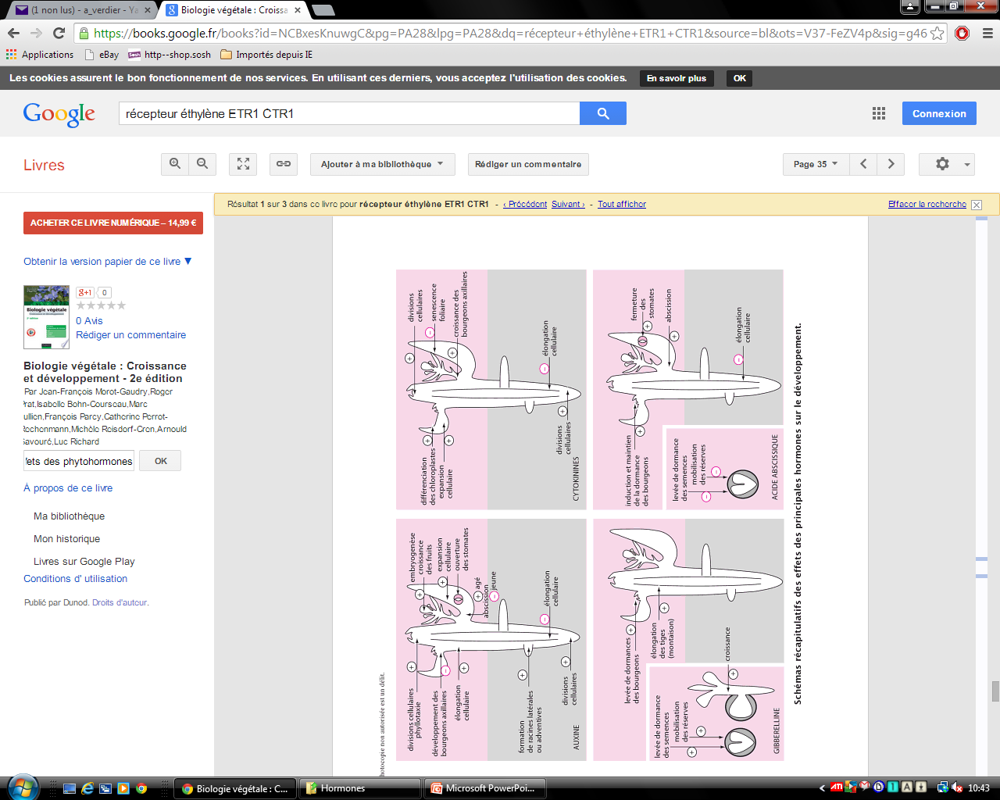 (1 non lus) - a_verdier - Ya
Biologie végétale : Croissa
https://books.google.fr/books?id=NCBxesKnuwgC&pg=PA28&lpg=PA28&dq=récepteur+éthylène+ETR1+CTR1&source=bl&ots=V37-FeZV4p&sig=g46
Applications eBay http--shop.sosh Importés depuis IE
Les cookies assurent le bon fonctionnement de nos services. En utilisant ces derniers, vous acceptez l'utilisation des cookies. En savoir plus OK
Google récepteur éthylène ETR1 CTR1 Connexion
Livres Ajouter à ma bibliothèque Rédiger un commentaire Page 35
Résultat 1 sur 3 dans ce livre pour récepteur éthylène ETR1 CTR1 - ‹ Précédent Suivant › - Tout afficher Effacer la recherche
ACHETER CE LIVRE NUMÉRIQUE – 14,99 €
Obtenir la version papier de ce livre ▼
g+1 0
0 Avis
Rédiger un commentaire
Biologie végétale
Biologie végétale : Croissance
et développement - 2e édition
Par Jean-François Morot-Gaudry,Roger
Prat,Isabelle Bohn-Courseau,Marc
ullien,François Parcy,Catherine Perrot-
Rechenmann,Michèle Reisdorf-Cren,Arnould
Savouré,Luc Richard
fets des phytohormones OK
À propos de ce livre
Ma bibliothèque
Mon historique
Livres sur Google Play
Conditions d' utilisation
Publié par Dunod. Droits d'auteur.
divisions
cellulaires
senescence
foliaire
croissance des
bourgeons axillaires
élongation
cellulaire
divisions
cellulaires
différenciation
des chloroplastes
expansion
cellulaire
CYTOKININES
fermeture
des
stomates
abscission
élongation
cellulaire
induction et maintien
de la dormance
des bourgeons
levée de dormance
des semences
mobilisation
des réserves
ACIDE ABSCISSIQUE
embryogenèse
croissance
des fruits
expansion
cellulaire
ouverture
des stomates
agé
abscission
jeune
élongation
cellulaire
divisions cellulaires
phyllotaxie
développement des
bourgeons axillaires
élongation
cellulaire
formation
de racines latérales
ou adventives
divisions
cellulaires
AUXINE
levée de dormances
des bourgeons
élongation
des tiges
(montaison)
croissance
levée de dormance
des semences
mobilisation
des réserves
GIBBERELLINE
Schémas récapitulatifs des effets des principales hormones sur le développement.
hotocopie non autorisée est un délit.
Biologie végétale : C...
Hormones
Microsoft PowerPoi...
10:43